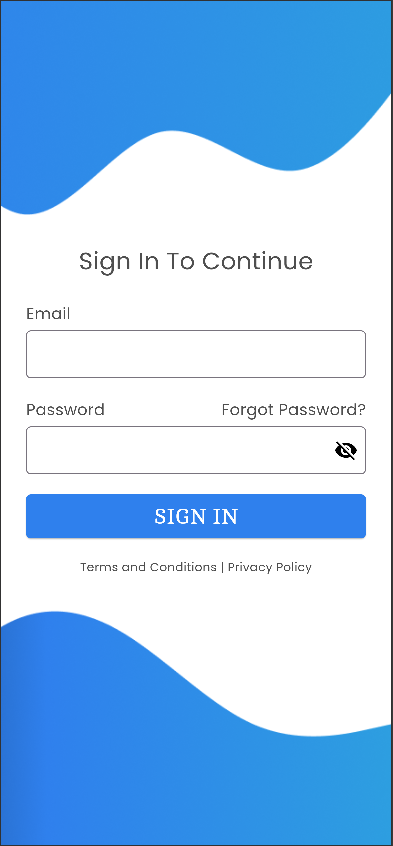 Sign In To Continue
Email
Password Forgot Password?
SIGN IN
Terms and Conditions | Privacy Policy